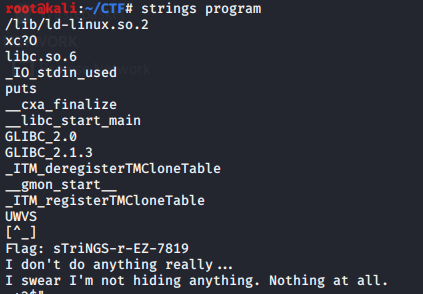 root@kali:~/CTF# strings program
/lib/ld-linux.so.2
xc?O
libc.so.6
_IO_stdin_used
puts
__cxa_finalize
__libc_start_main
GLIBC_2.0
GLIBC_2.1.3
_ITM_deregisterTMCloneTable
__gmon_start__
_ITM_registerTMCloneTable
UWVS
[^_]
Flag: sTriNGS-r-EZ-7819
I don't do anything really...
I swear I'm not hiding anything. Nothing at all.